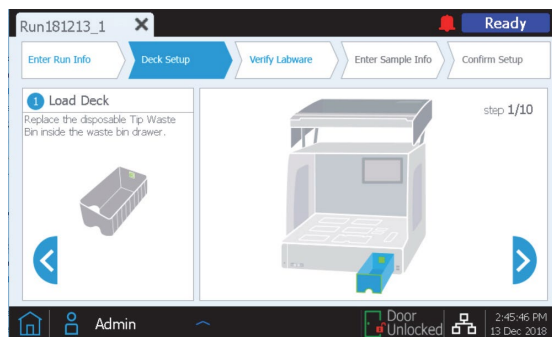 Run181213_1
Ready
Enter Run Info
Deck Setup
Verify Labware
Enter Sample Info
Confirm Setup
1 Load Deck
Replace the disposable Tip Waste
Bin inside the waste bin drawer.
step 1/10
Admin
Door
Unlocked
2:45:46 PM
13 Dec 2018